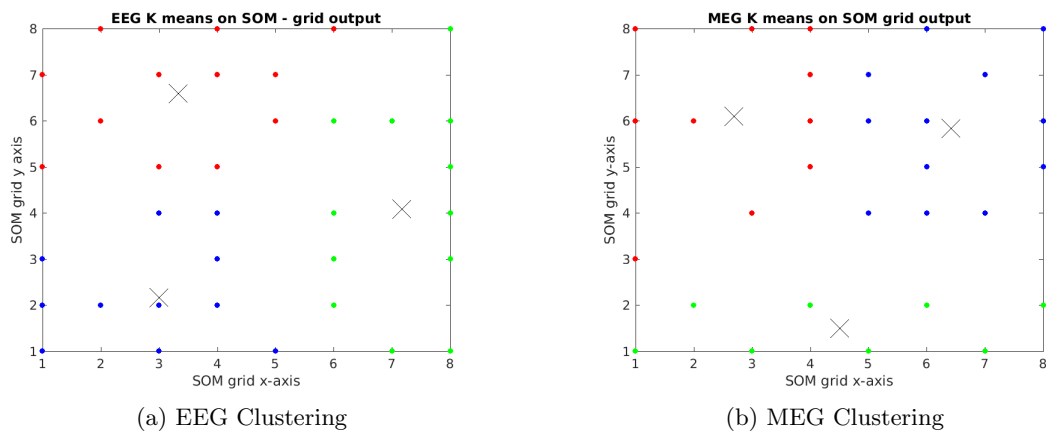 EEG K means on SOM - grid output
8
7
6
5
4
3
2
1
SOM grid y axis
1 2 3 4 5 6 7 8
SOM grid x-axis
(a) EEG Clustering
MEG K means on SOM grid output
8
7
6
5
4
3
2
1
SOM grid y-axis
1 2 3 4 5 6 7 8
SOM grid x-axis
(b) MEG Clustering